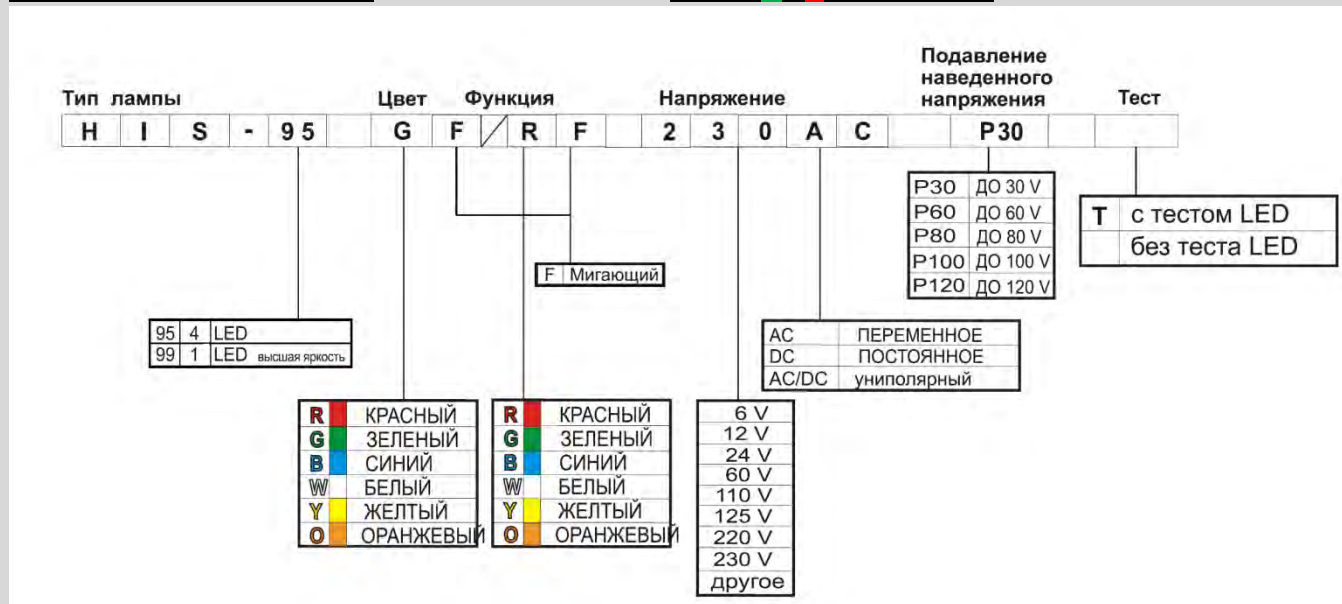 Подавление
наведенного
напряжения
Тип лампы Цвет Функция Напряжение Тест
H I S - 95 G F / R F 2 3 0 A C P30
P30 ДО 30 V
P60 ДО 60 V
P80 ДО 80 V
P100 ДО 100 V
P120 ДО 120 V
T с тестом LED
без теста LED
F Мигающий
95 4 LED
99 1 LED высшая яркость
AC ПЕРЕМЕННОЕ
DC ПОСТОЯННОЕ
AC/DC униполярный
R КРАСНЫЙ
G ЗЕЛЕНЫЙ
B СИНИЙ
W БЕЛЫЙ
Y ЖЕЛТЫЙ
O ОРАНЖЕВЫЙ
R КРАСНЫЙ
G ЗЕЛЕНЫЙ
B СИНИЙ
W БЕЛЫЙ
Y ЖЕЛТЫЙ
O ОРАНЖЕВЫЙ
6 V
12 V
24 V
60 V
110 V
125 V
220 V
230 V
другое